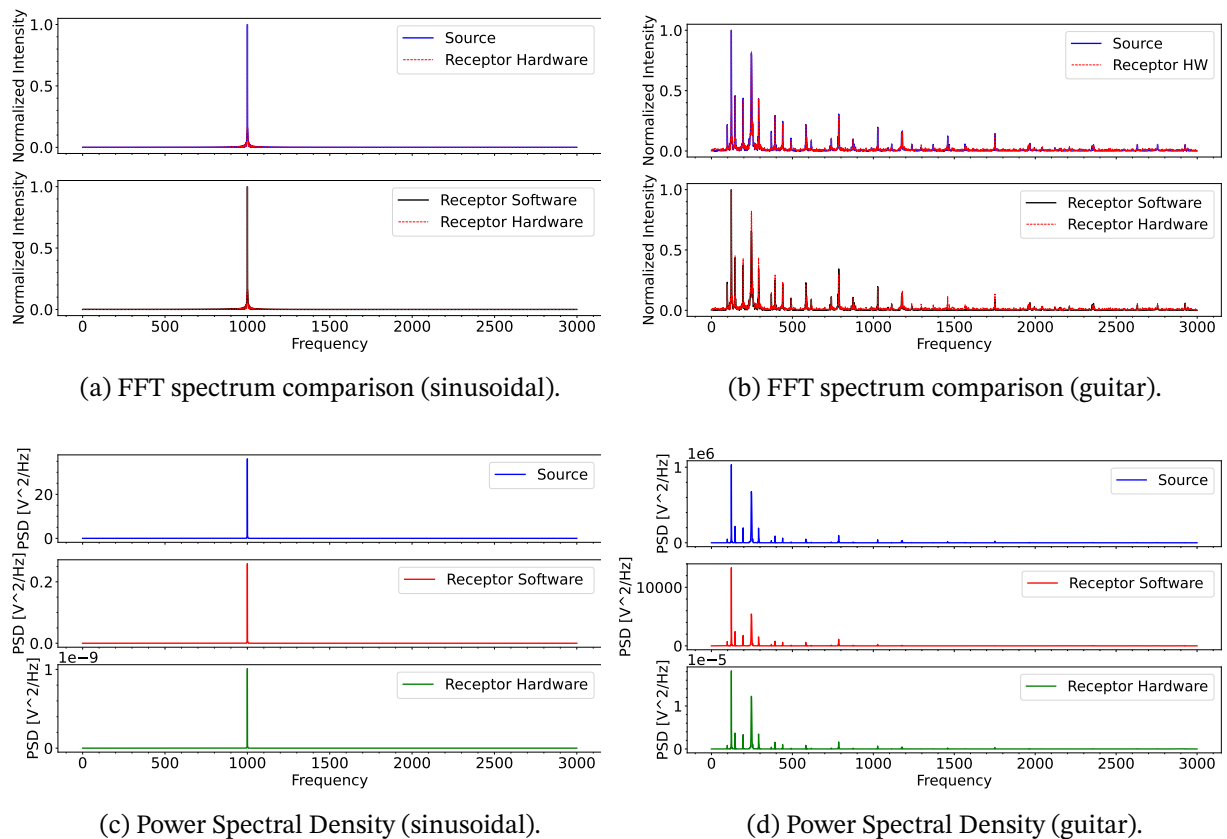 Normalized Intensity
1.0
0.5
0.0
Source
Receptor Hardware
Normalized Intensity
1.0
0.5
0.0
Receptor Software
Receptor Hardware
0 500 1000 1500 2000 2500 3000
Frequency
(a) FFT spectrum comparison (sinusoidal).
Normalized Intensity
1.0
0.5
0.0
Source
Receptor HW
Normalized Intensity
1.0
0.5
0.0
Receptor Software
Receptor Hardware
0 500 1000 1500 2000 2500 3000
Frequency
(b) FFT spectrum comparison (guitar).
PSD [V^2/Hz]
20
0
Source
PSD [V^2/Hz]
0.2
0.0
Receptor Software
1e−9
PSD [V^2/Hz]
1
0
Receptor Hardware
0 500 1000 1500 2000 2500 3000
Frequency
(c) Power Spectral Density (sinusoidal).
1e6
PSD [V^2/Hz]
1
0
Source
PSD [V^2/Hz]
10000
0
Receptor Software
1e−5
PSD [V^2/Hz]
1
0
Receptor Hardware
0 500 1000 1500 2000 2500 3000
Frequency
(d) Power Spectral Density (guitar).